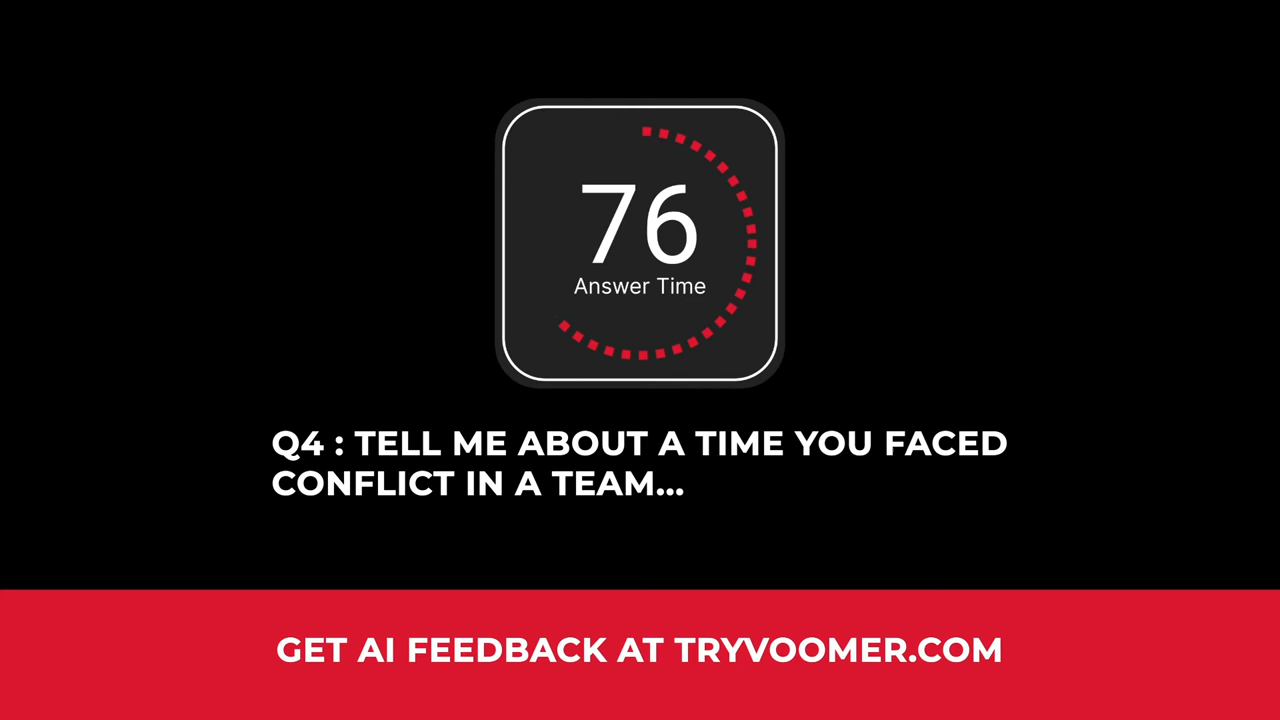 76
Answer Time
Q4 : TELL ME ABOUT A TIME YOU FACED
CONFLICT IN A TEAM...
GET AI FEEDBACK AT TRYVOOMER.COM